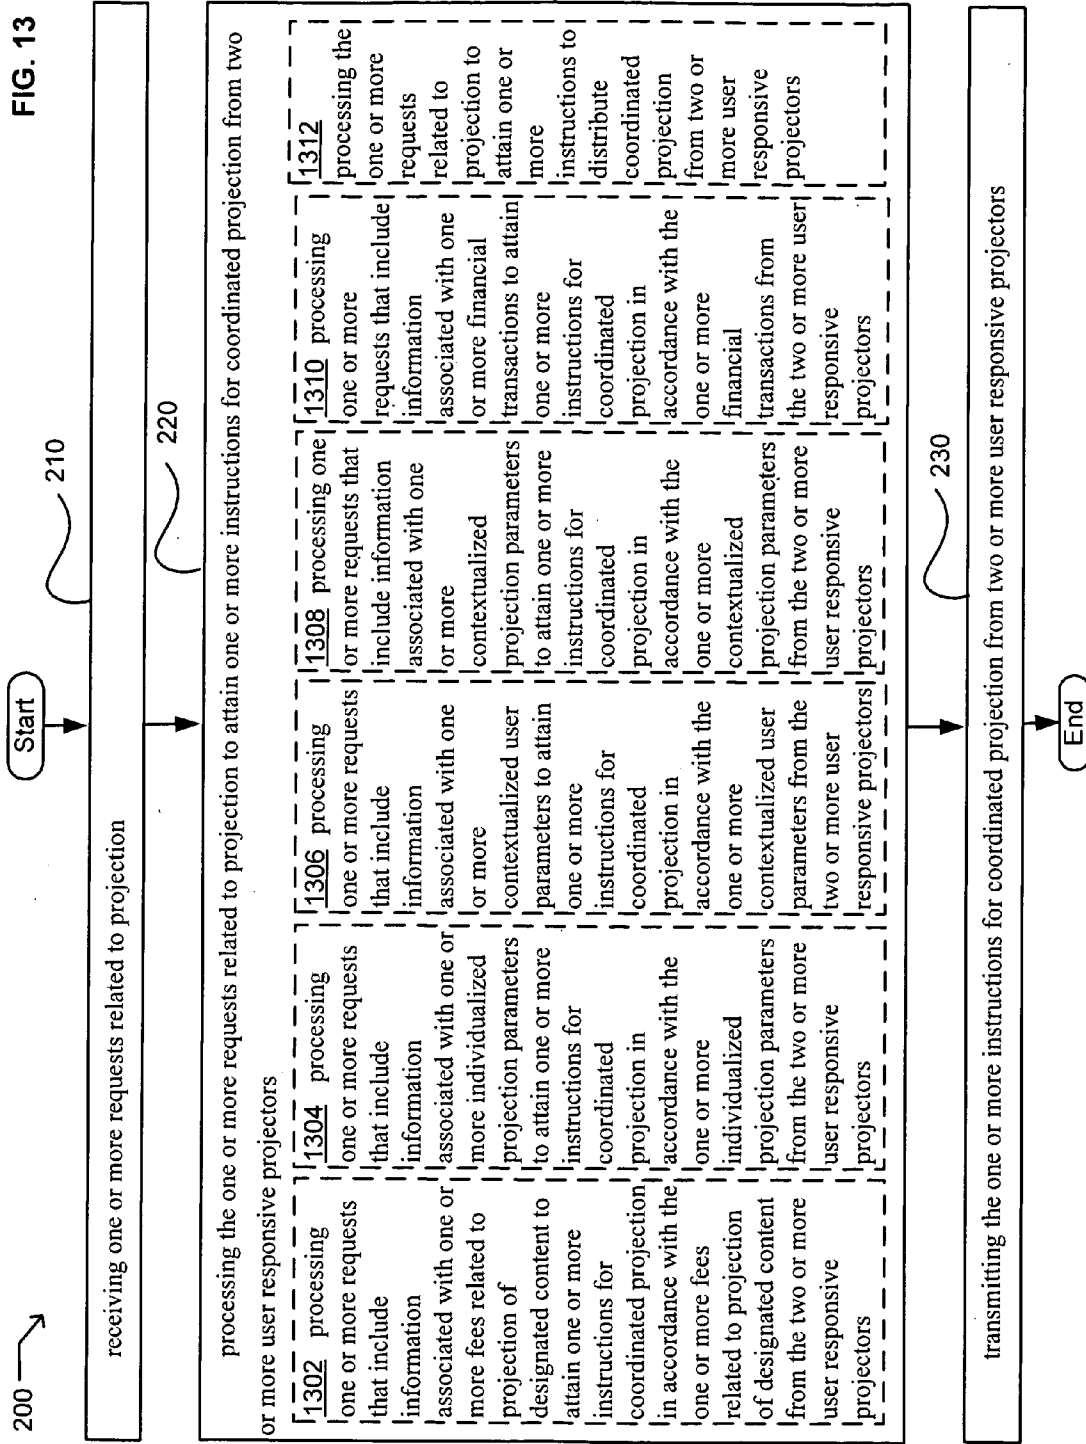 FIG. 13
200
Start
210
receiving one or more requests related to projection
220
processing the one or more requests related to projection to attain one or more instructions for coordinated projection from two
or more user responsive projectors
1302 processing
one or more requests
that include
information
associated with one or
more fees related to
projection of
designated content to
attain one or more
instructions for
coordinated projection
in accordance with the
one or more fees
related to projection
of designated content
from the two or more
user responsive
projectors
1304 processing
one or more requests
that include
information
associated with one or
more individualized
projection parameters
to attain one or more
instructions for
coordinated
projection in
accordance with the
one or more
individualized
projection parameters
from the two or more
user responsive
projectors
1306 processing
one or more requests
that include
information
associated with one
or more
contextualized user
parameters to attain
one or more
instructions for
coordinated
projection in
accordance with the
one or more
contextualized user
parameters from the
two or more user
responsive projectors
1308 processing one
or more requests that
include information
associated with one
or more
contextualized
projection parameters
to attain one or more
instructions for
coordinated
projection in
accordance with the
one or more
contextualized
projection parameters
from the two or more
user responsive
projectors
1310 processing
one or more
requests that include
information
associated with one
or more financial
transactions to attain
one or more
instructions for
coordinated
projection in
accordance with the
one or more
financial
transactions from
the two or more user
responsive
projectors
1312
processing the
one or more
requests
related to
projection to
attain one or
more
instructions to
distribute
coordinated
projection
from two or
more user
responsive
projectors
230
transmitting the one or more instructions for coordinated projection from two or more user responsive projectors
End